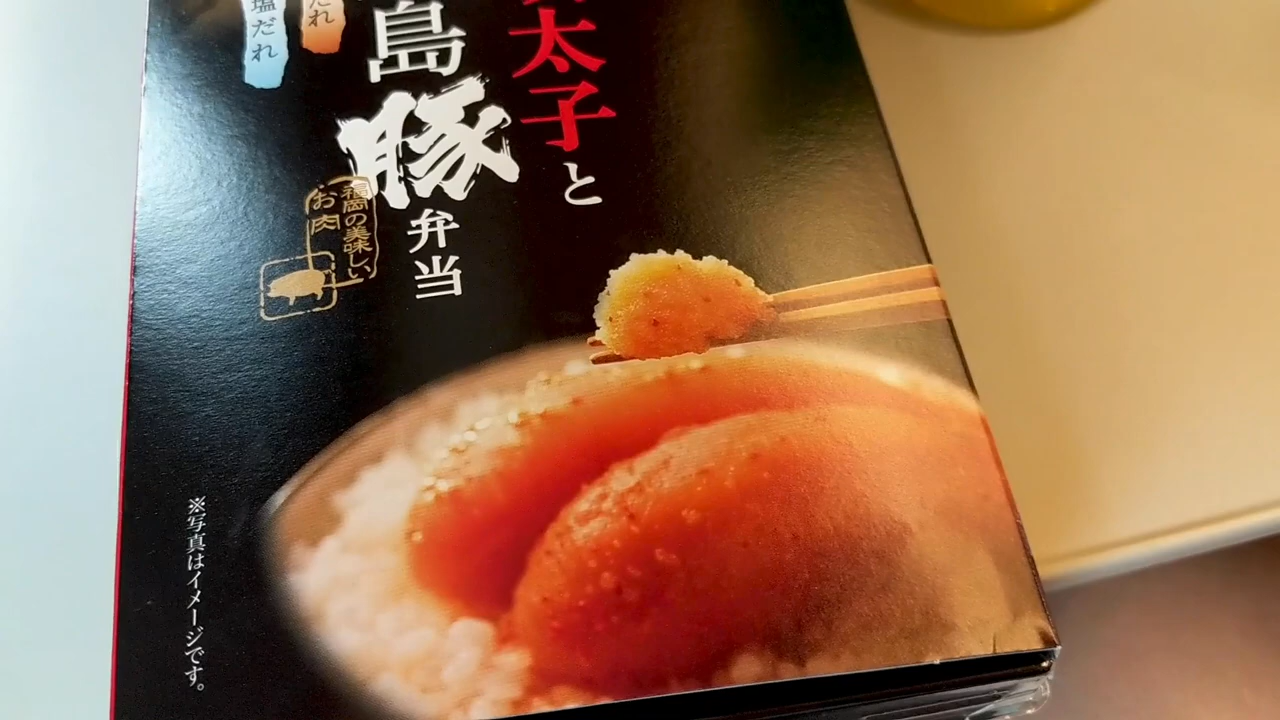 太子と
島豚弁当
だれ
塩だれ
福岡の美味しい
お肉
※写真はイメージです。